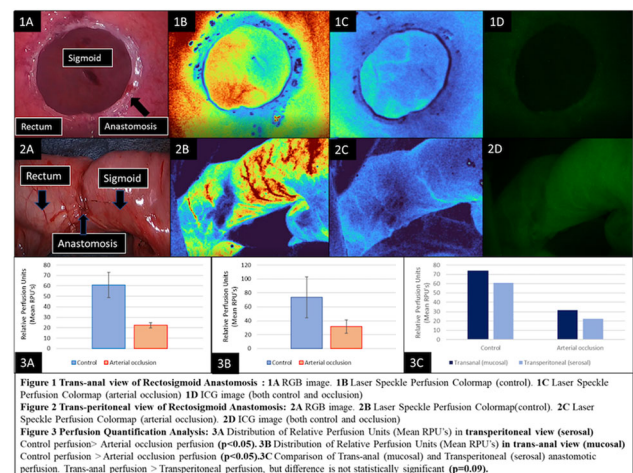 1A
1B
1C
1D
Sigmoid
Rectum
Anastomosis
2A
2B
2C
2D
Rectum
Sigmoid
Anastomosis
Relative Perfusion Units
(Mean RPU's)
80
70
60
50
40
30
20
10
0
Control
Arterial occlusion
3A
Relative Perfusion Units
(Mean RPU's)
120
100
80
60
40
20
0
Control
Arterial occlusion
3B
Relative Perfusion Units
(Mean RPU's)
80
70
60
50
40
30
20
10
0
Control
Arterial occlusion
Transanal (mucosal)
Transperitoneal (serosal)
3C
Figure 1 Trans-anal view of Rectosigmoid Anastomosis : 1A RGB image. 1B Laser Speckle Perfusion Colormap (control). 1C Laser Speckle
Perfusion Colormap (arterial occlusion) 1D ICG image (both control and occlusion)
Figure 2 Trans-peritoneal view of Rectosigmoid Anastomosis: 2A RGB image. 2B Laser Speckle Perfusion Colormap(control). 2C Laser
Speckle Perfusion Colormap (arterial occlusion). 2D ICG image (both control and occlusion)
Figure 3 Perfusion Quantification Analysis: 3A Distribution of Relative Perfusion Units (Mean RPU's) in transperitoneal view (serosal)
Control perfusion> Arterial occlusion perfusion (p<0.05). 3B Distribution of Relative Perfusion Units (Mean RPU's) in trans-anal view (mucosal)
Control perfusion > Arterial occlusion perfusion (p<0.05).3C Comparison of Trans-anal (mucosal) and Transperitoneal (serosal) anastomotic
perfusion. Trans-anal perfusion > Transperitoneal perfusion, but difference is not statistically significant (p=0.09).